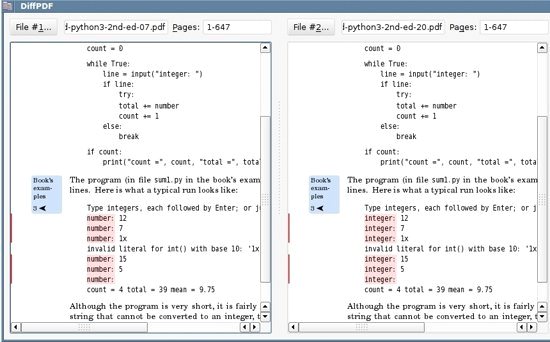 DiffPDF
File #1...
d-python3-2nd-ed-07.pdf
Pages:
1-647
count = 0
while True:
line = input("integer: ")
if line:
try:
total += number
count += 1
else:
break
if count:
print("count =", count, "total =", tota
Book's
exam-
ples
3
The program (in file sum1.py in the book's exam
lines. Here is what a typical run looks like:
Type integers, each followed by Enter; or j
number: 12
number: 7
number: 1x
invalid literal for int() with base 10: '1x
number: 15
number: 5
number:
count = 4 total = 39 mean = 9.75
Although the program is very short, it is fairly
string that cannot be converted to an integer, t
File #2...
d-python3-2nd-ed-20.pdf
Pages:
1-647
count = 0
while True:
line = input("integer: ")
if line:
try:
total += number
count += 1
else:
break
if count:
print("count =", count, "total =", tota
Book's
exam-
ples
3
The program (in file sum1.py in the book's exam
lines. Here is what a typical run looks like:
Type integers, each followed by Enter; or j
integer: 12
integer: 7
integer: 1x
invalid literal for int() with base 10: '1x
integer: 15
integer: 5
integer:
count = 4 total = 39 mean = 9.75
Although the program is very short, it is fairly
string that cannot be converted to an integer, t